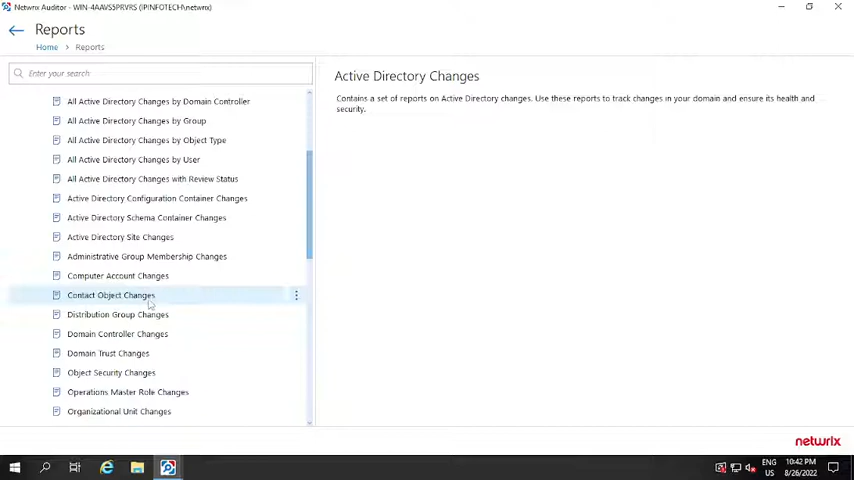 Netwrix Auditor - WIN-4AAVS5PRVRS (IPINFOTECH\netwrix)
Reports
Home > Reports
Enter your search
All Active Directory Changes by Domain Controller
All Active Directory Changes by Group
All Active Directory Changes by Object Type
All Active Directory Changes by User
All Active Directory Changes with Review Status
Active Directory Configuration Container Changes
Active Directory Schema Container Changes
Active Directory Site Changes
Administrative Group Membership Changes
Computer Account Changes
Contact Object Changes
Distribution Group Changes
Domain Controller Changes
Domain Trust Changes
Object Security Changes
Operations Master Role Changes
Organizational Unit Changes
Active Directory Changes
Contains a set of reports on Active Directory changes. Use these reports to track changes in your domain and ensure its health and
security.
netwrix
ENG
US
10:42 PM
8/26/2022